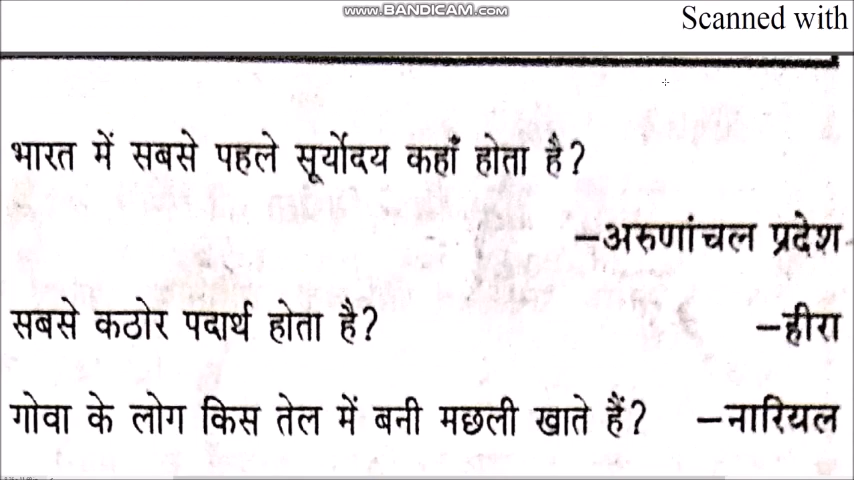 WWW.BANDICAM.COM
Scanned with
भारत में सबसे पहले सूर्योदय कहाँ होता है?
–अरुणांचल प्रदेश
सबसे कठोर पदार्थ होता है? –हीरा
गोवा के लोग किस तेल में बनी मछली खाते हैं? –नारियल